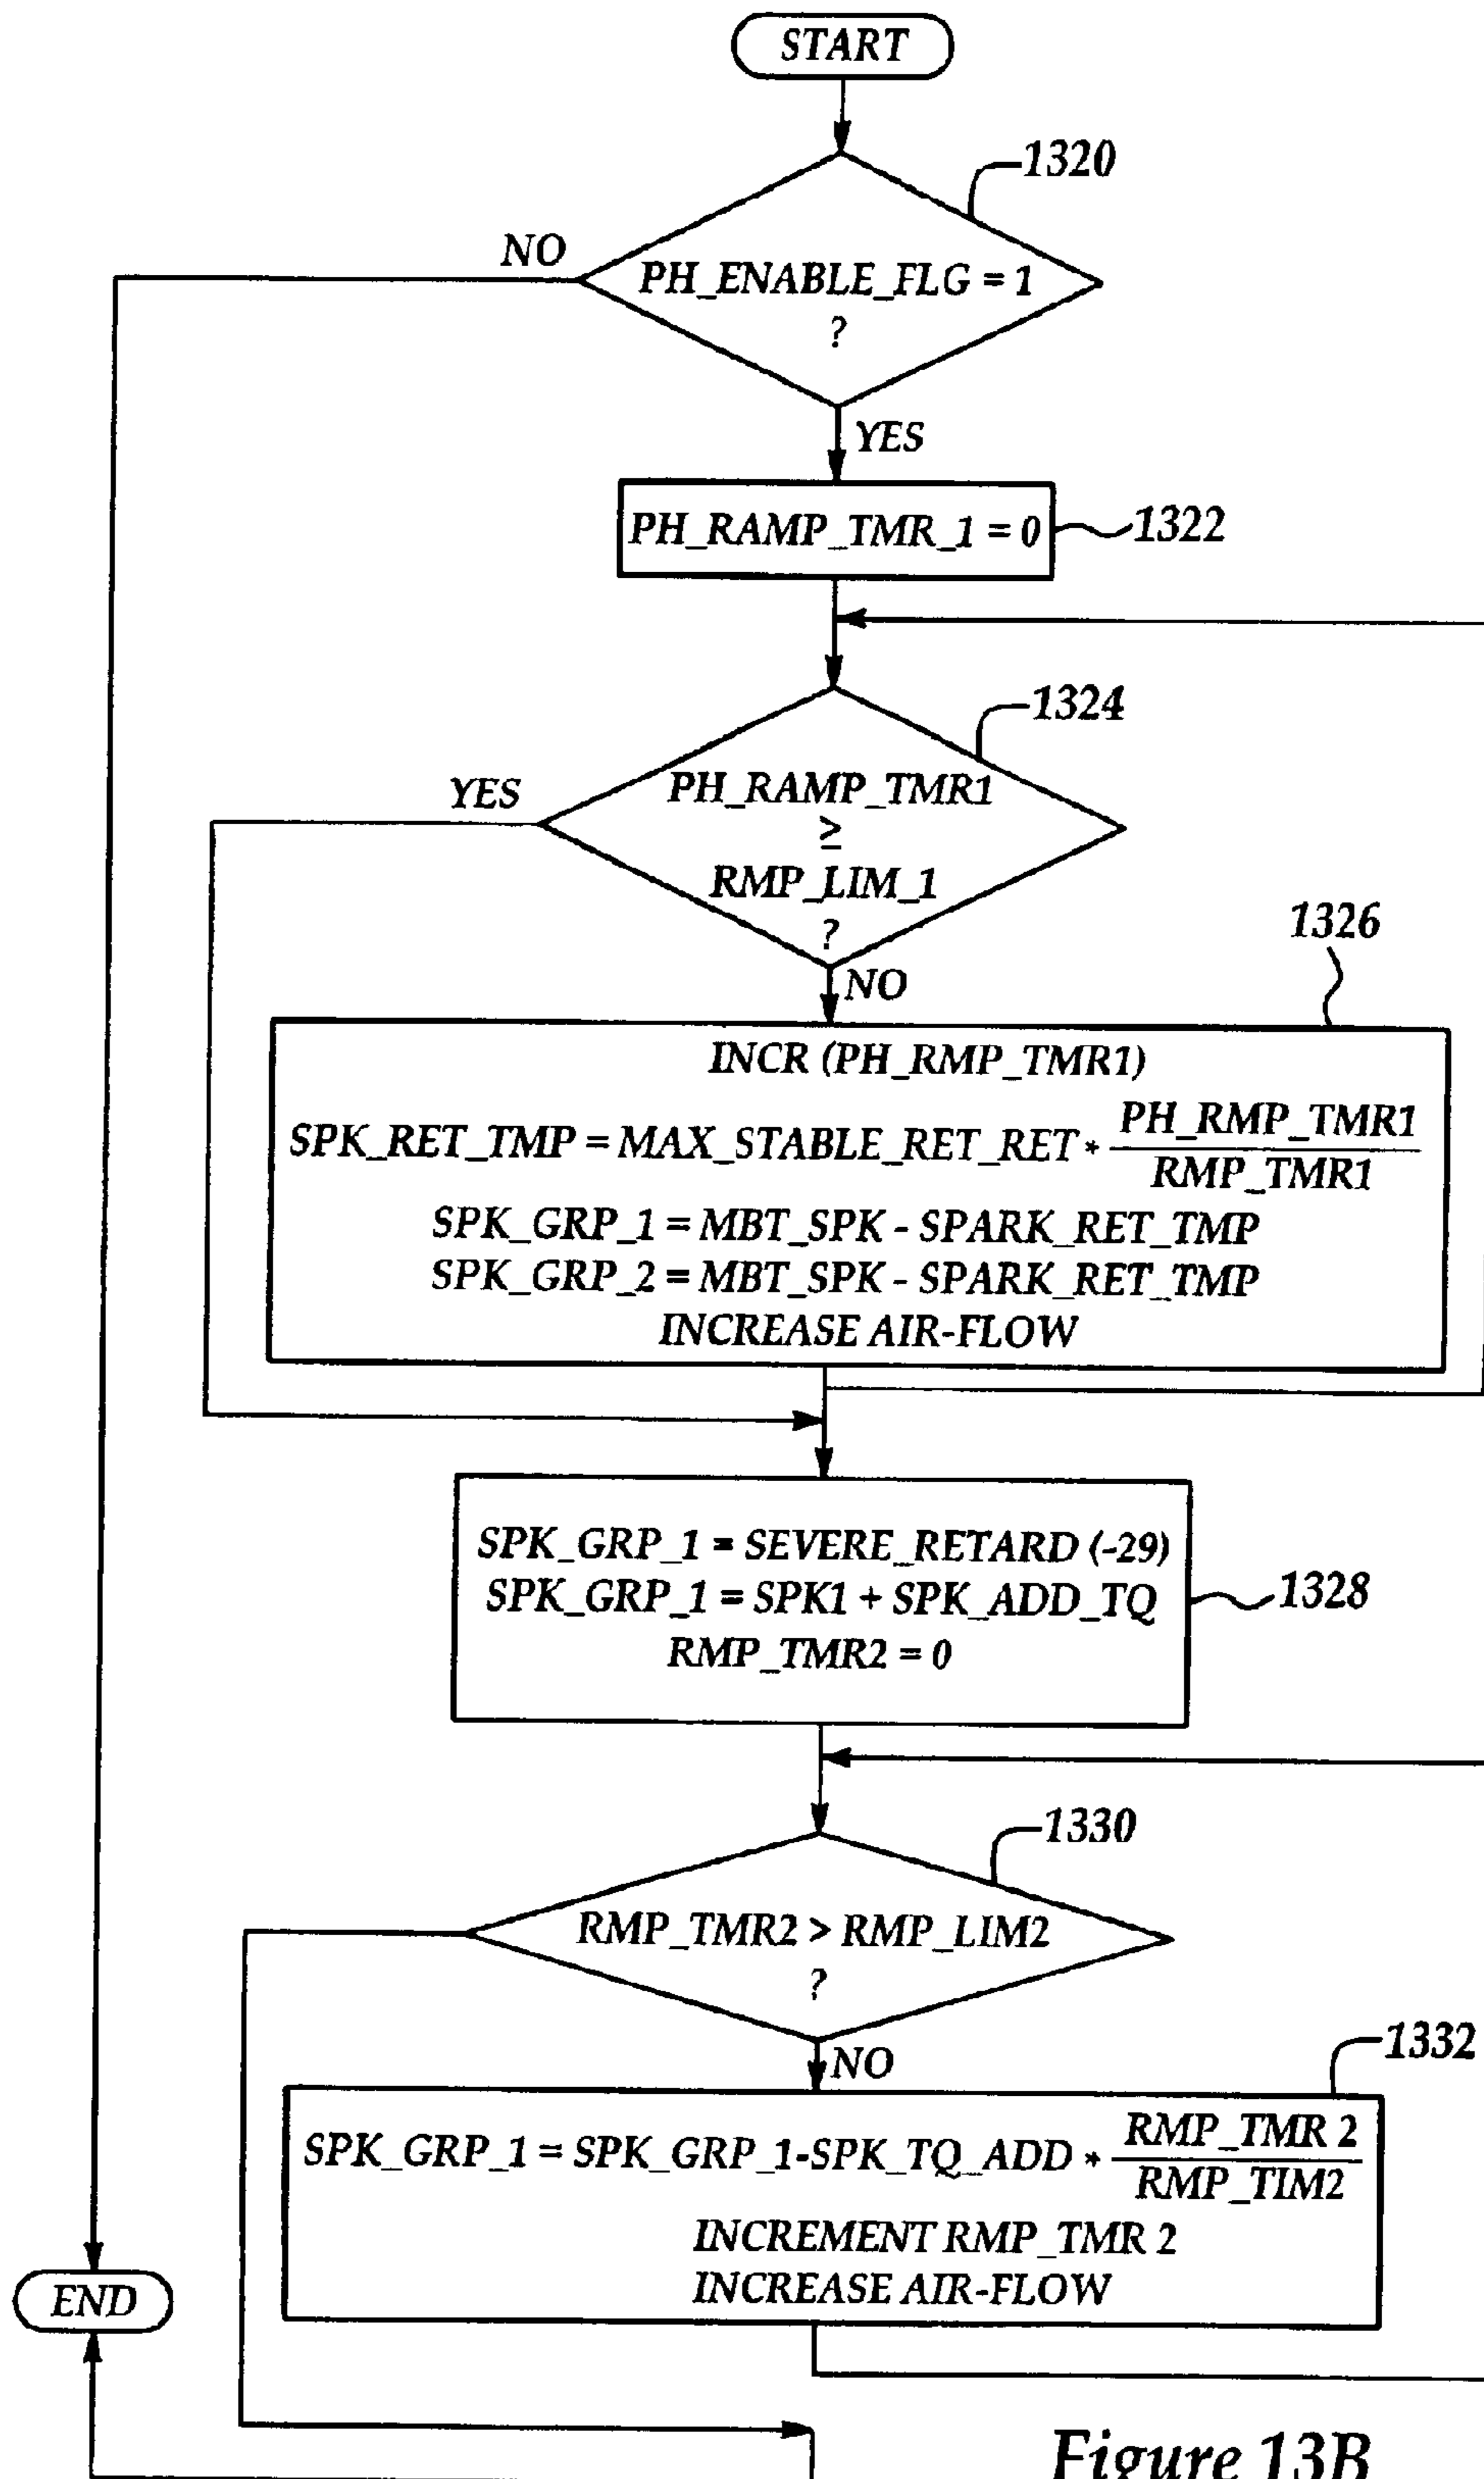 START
1320
NO
PH_ENABLE_FLG = 1
?
YES
PH_RAMP_TMR_1 = 0
1322
1324
YES
PH_RAMP_TMR1
≥
RMP_LIM_1
?
NO
1326
INCR (PH_RMP_TMR1)
SPK_RET_TMP = MAX_STABLE_RET_RET * PH_RMP_TMR1
RMP_TMR1
SPK_GRP_1 = MBT_SPK - SPARK_RET_TMP
SPK_GRP_2 = MBT_SPK - SPARK_RET_TMP
INCREASE AIR-FLOW
SPK_GRP_1 = SEVERE_RETARD (-29)
SPK_GRP_1 = SPK1 + SPK_ADD_TQ
RMP_TMR2 = 0
1328
1330
RMP_TMR2 > RMP_LIM2
?
NO
1332
SPK_GRP_1 = SPK_GRP_1-SPK_TQ_ADD * RMP_TMR 2
RMP_TIM2
INCREMENT RMP_TMR 2
INCREASE AIR-FLOW
END
Figure 13B